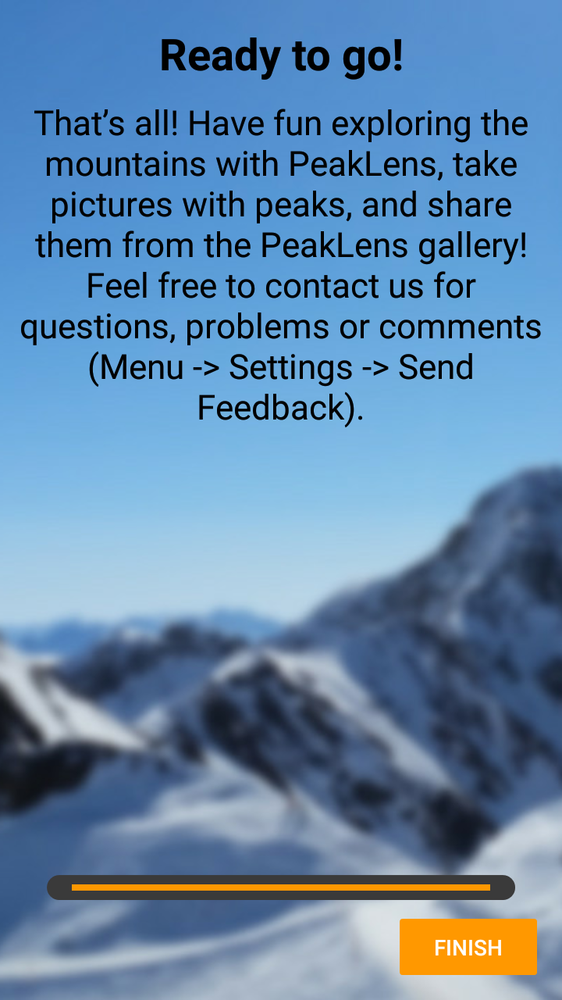 Ready to go!
That’s all! Have fun exploring the
mountains with PeakLens, take
pictures with peaks, and share
them from the PeakLens gallery!
Feel free to contact us for
questions, problems or comments
(Menu -> Settings -> Send
Feedback).
FINISH